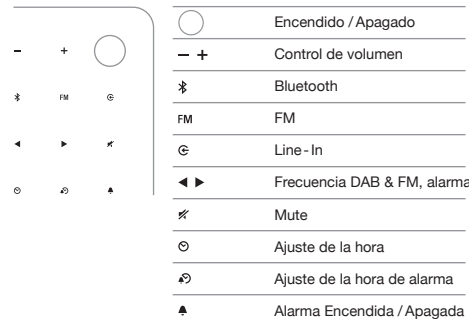 − +
FM
Encendido / Apagado
− + Control de volumen
Bluetooth
FM FM
Line-In
Frecuencia DAB & FM, alarma
Mute
Ajuste de la hora
Ajuste de la hora de alarma
Alarma Encendida / Apagada